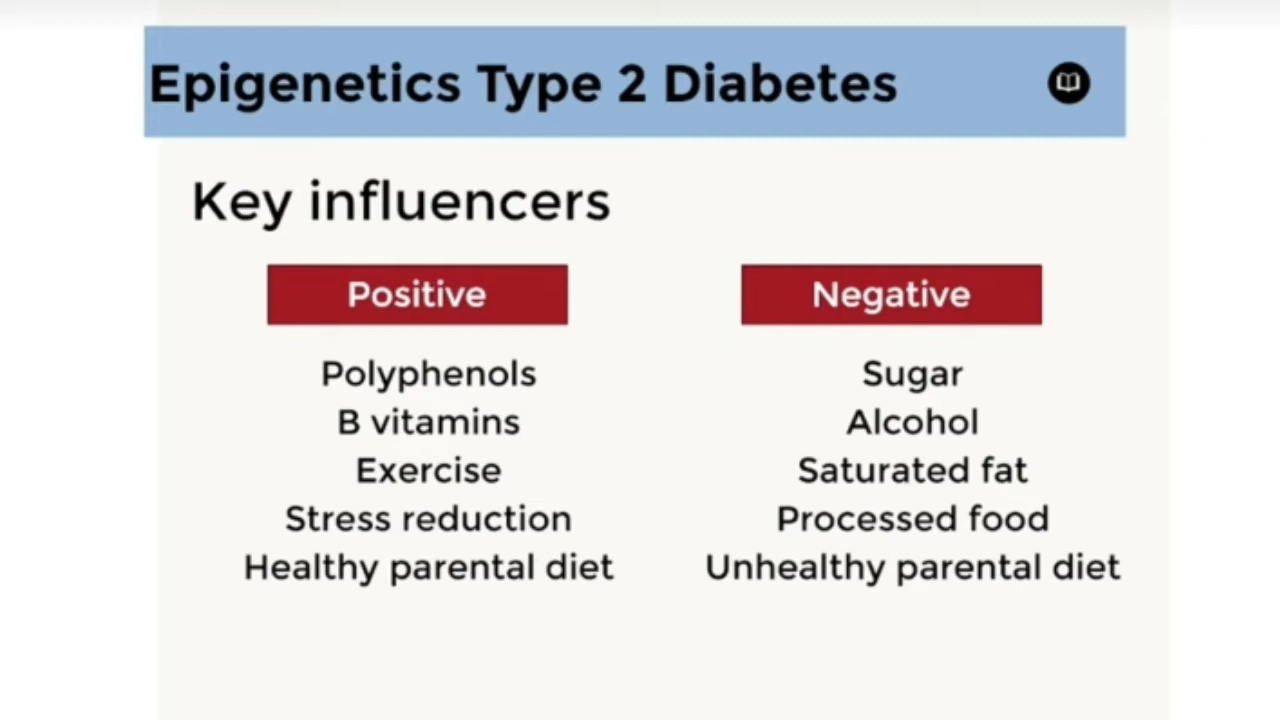 Epigenetics Type 2 Diabetes
Key influencers
Positive
Polyphenols
B vitamins
Exercise
Stress reduction
Healthy parental diet
Negative
Sugar
Alcohol
Saturated fat
Processed food
Unhealthy parental diet